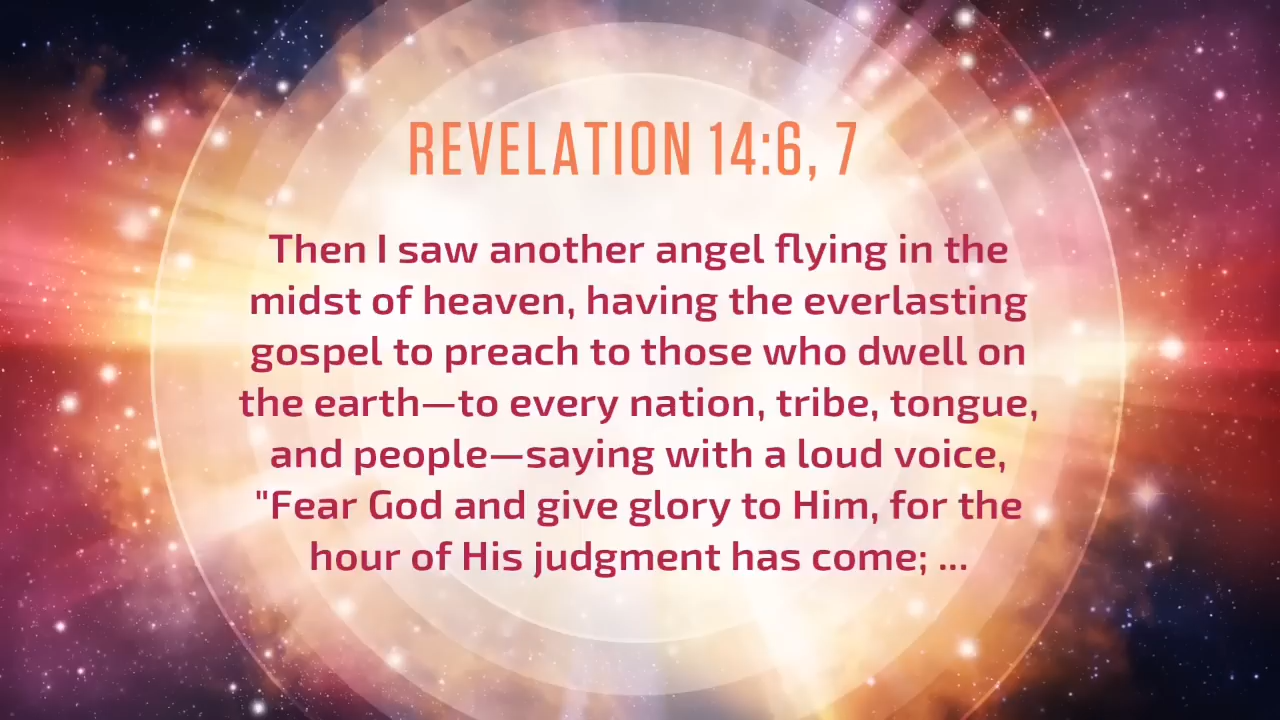 REVELATION 14:6, 7
Then I saw another angel flying in the
midst of heaven, having the everlasting
gospel to preach to those who dwell on
the earth—to every nation, tribe, tongue,
and people—saying with a loud voice,
"Fear God and give glory to Him, for the
hour of His judgment has come; ...